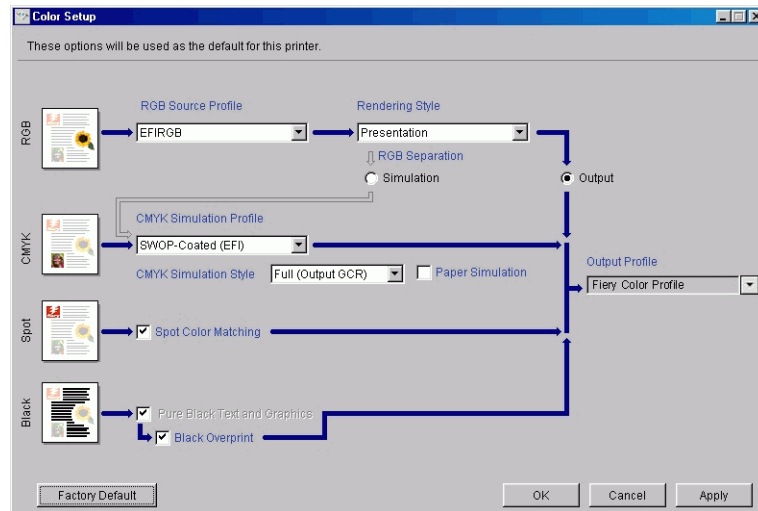 Color Setup
These options will be used as the default for this printer.
RGB Source Profile
Rendering Style
RGB
EFIRGB
Presentation
RGB Separation
Simulation
Output
CMYK Simulation Profile
CMYK
SWOP-Coated (EFI)
Output Profile
CMYK Simulation Style
Full (Output GCR)
Paper Simulation
Fiery Color Profile
Spot
Spot Color Matching
Black
Pure Black Text and Graphics
Black Overprint
Factory Default
OK
Cancel
Apply